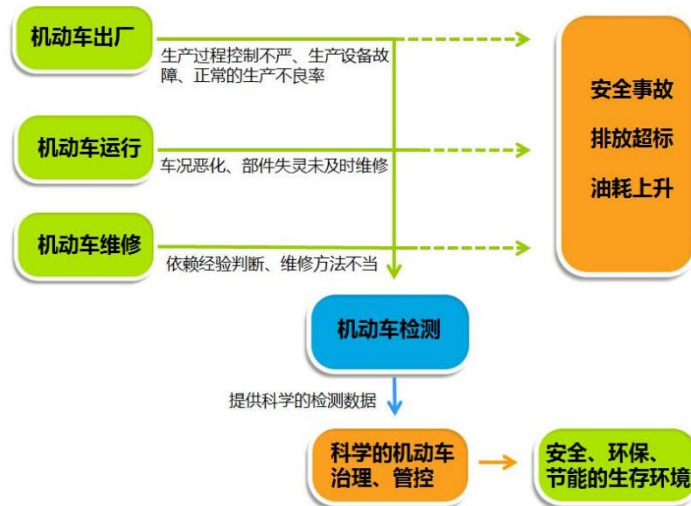 机动车出厂
生产过程控制不严、生产设备故
障、正常的生产不良率
机动车运行
车况恶化、部件失灵未及时维修
机动车维修
依赖经验判断、维修方法不当
安全事故
排放超标
油耗上升
机动车检测
提供科学的检测数据
科学的机动车
治理、管控
安全、环保、
节能的生存环境